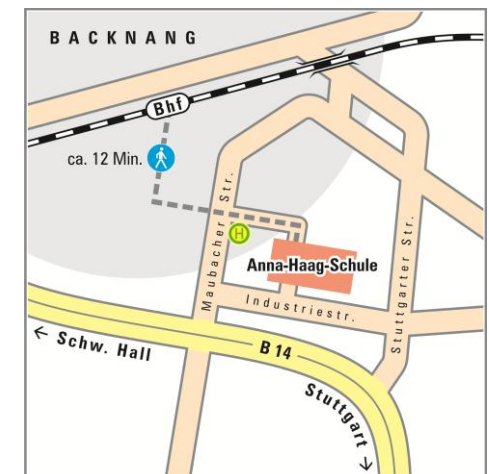 BACKNANG
Bhf
ca. 12 Min.
Maubacher Str.
H
Anna-Haag-Schule
Stuttgarter Str.
Industriestr.
← Schw. Hall
B 14
Stuttgart →